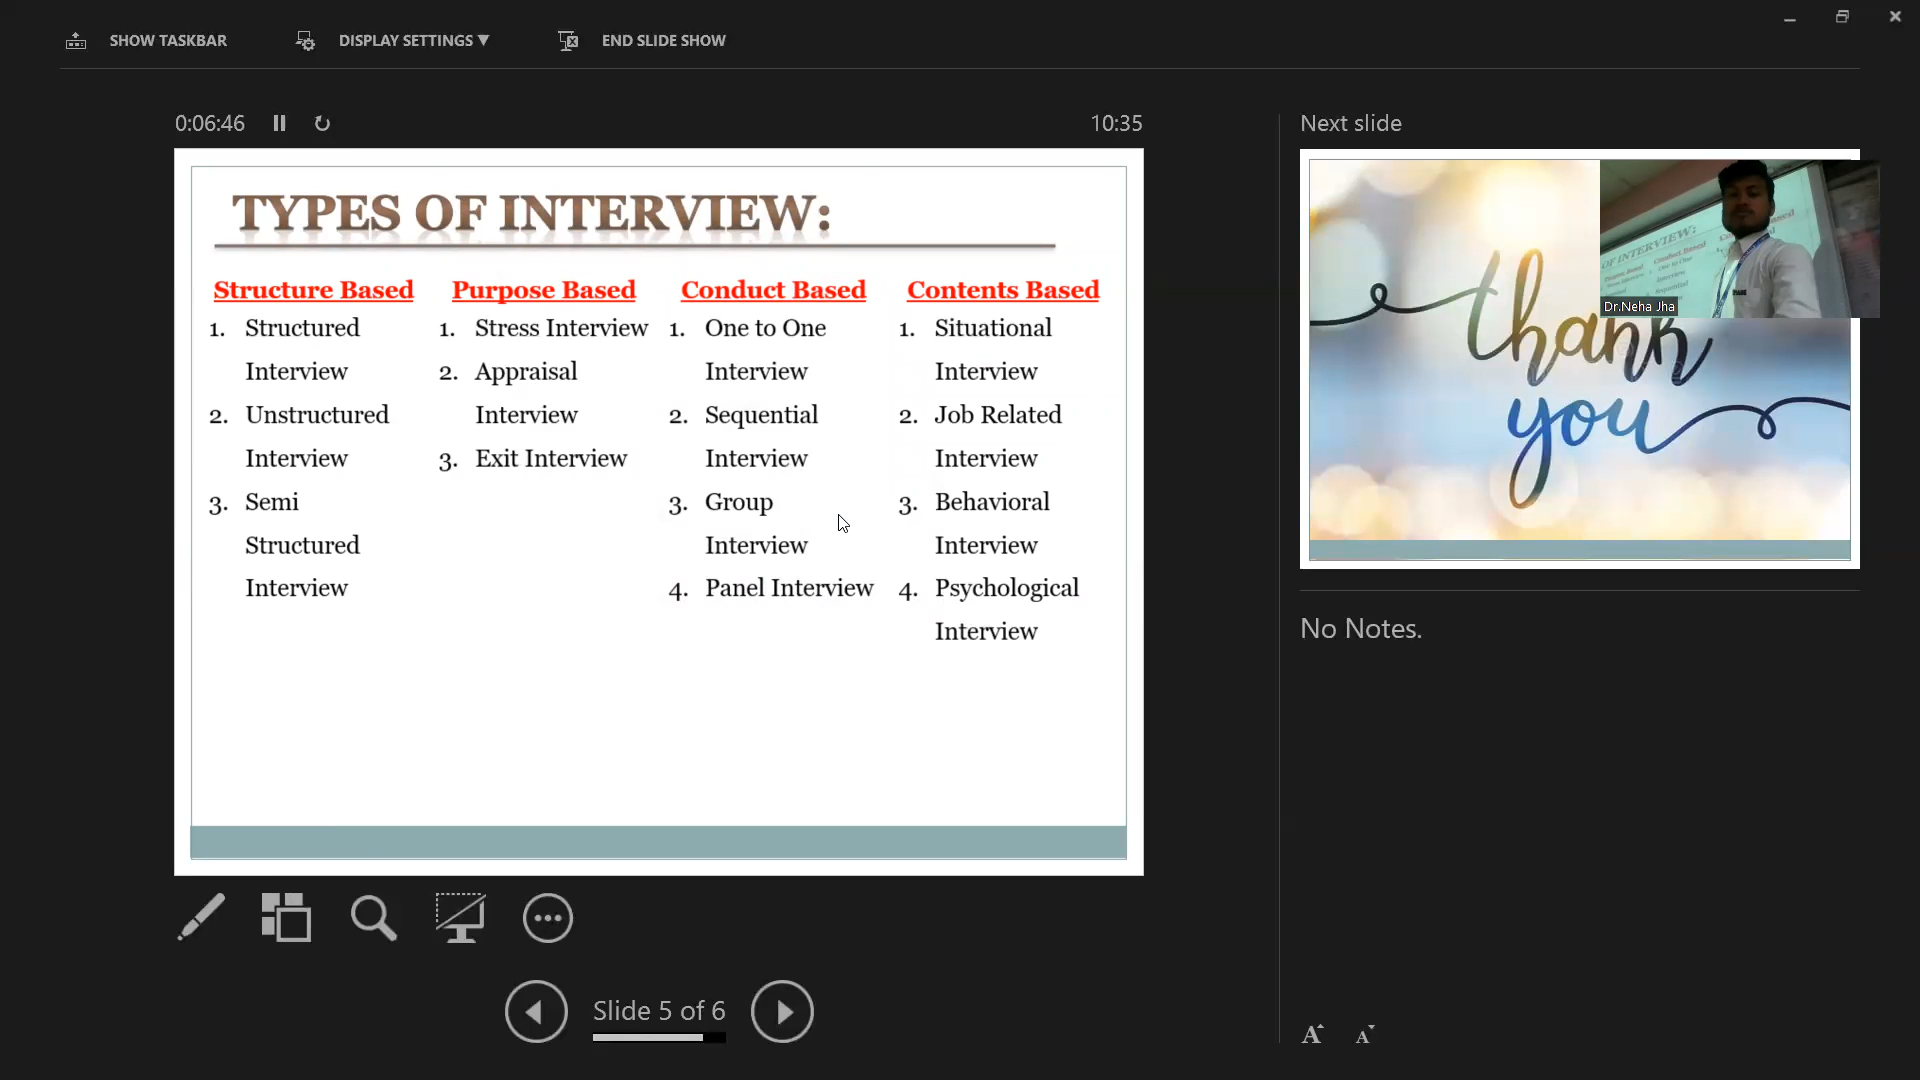 SHOW TASKBAR
DISPLAY SETTINGS ▼
END SLIDE SHOW
0:06:46
10:35
Next slide
TYPES OF INTERVIEW:
Structure Based
1. Structured
Interview
2. Unstructured
Interview
3. Semi
Structured
Interview
Purpose Based
1. Stress Interview
2. Appraisal
Interview
3. Exit Interview
Conduct Based
1. One to One
Interview
2. Sequential
Interview
3. Group
Interview
4. Panel Interview
Contents Based
1. Situational
Interview
2. Job Related
Interview
3. Behavioral
Interview
4. Psychological
Interview
OF INTERVIEW:
Dr.Neha Jha
thank
you
No Notes.
Slide 5 of 6
A A